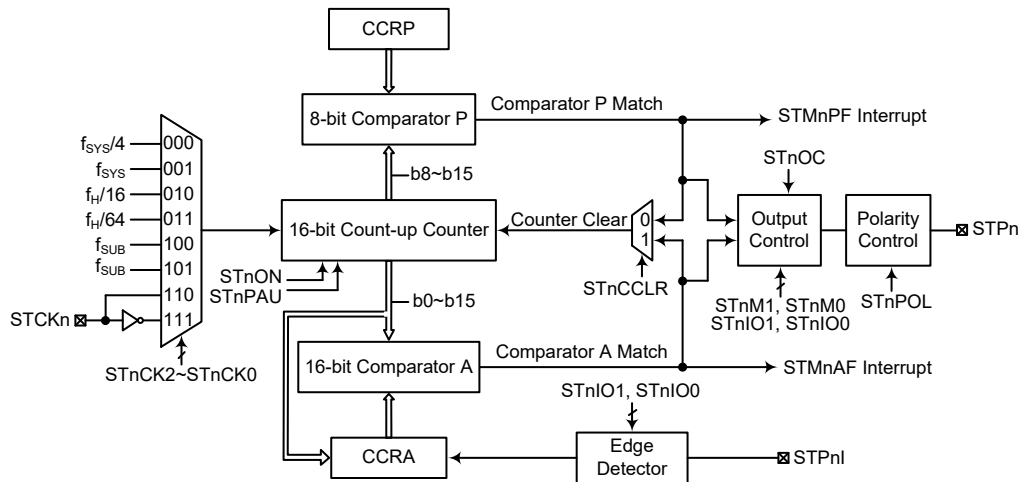 CCRP
8-bit Comparator P
Comparator P Match
STMnPF Interrupt
b8~b15
fSYS/4
fSYS
fH/16
fH/64
fSUB
fSUB
000
001
010
011
100
101
110
111
STCKn
STnCK2~STnCK0
16-bit Count-up Counter
STnON
STnPAU
Counter Clear
0
1
STnCCLR
STnOC
Output
Control
STnM1, STnM0
STnIO1, STnIO0
Polarity
Control
STnPOL
STPn
b0~b15
16-bit Comparator A
Comparator A Match
STMnAF Interrupt
STnIO1, STnIO0
CCRA
Edge
Detector
STPnI